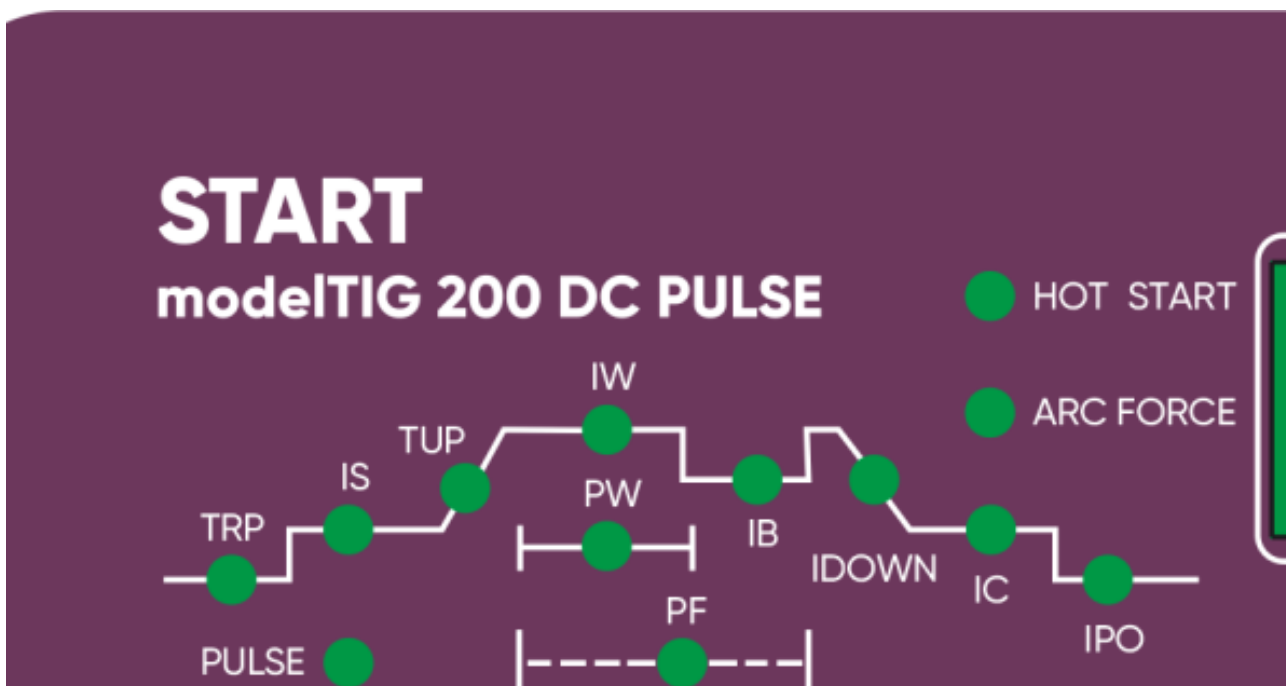 START
modelTIG 200 DC PULSE
HOT START
ARC FORCE
IW
TUP
IS
PW
TRP
IB
IDOWN
IC
PF
IPO
PULSE